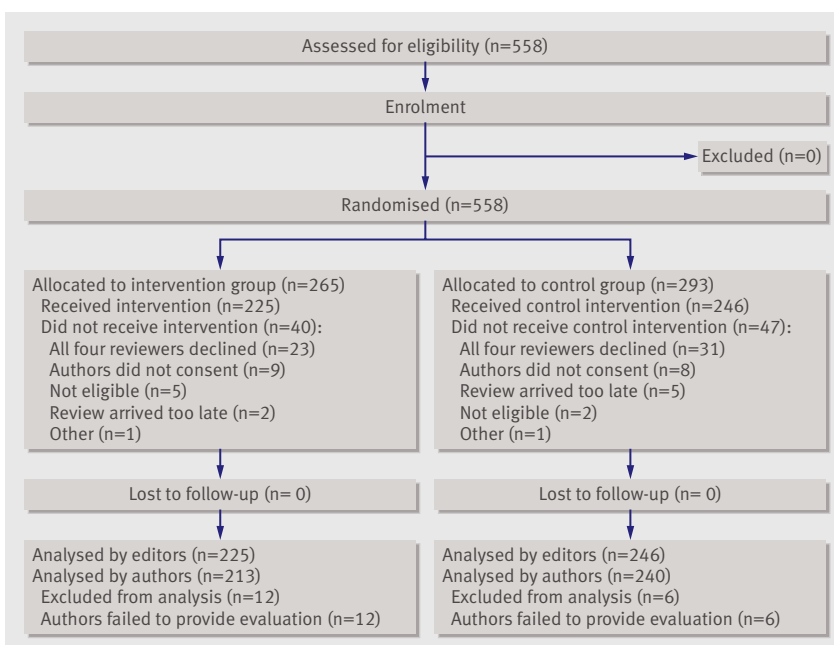 Assessed for eligibility (n=558)
Enrolment
Excluded (n=0)
Randomised (n=558)
Allocated to intervention group (n=265)
Received intervention (n=225)
Did not receive intervention (n=40):
All four reviewers declined (n=23)
Authors did not consent (n=9)
Not eligible (n=5)
Review arrived too late (n=2)
Other (n=1)
Allocated to control group (n=293)
Received control intervention (n=246)
Did not receive control intervention (n=47):
All four reviewers declined (n=31)
Authors did not consent (n=8)
Review arrived too late (n=5)
Not eligible (n=2)
Other (n=1)
Lost to follow-up (n= 0)
Lost to follow-up (n= 0)
Analysed by editors (n=225)
Analysed by authors (n=213)
Excluded from analysis (n=12)
Authors failed to provide evaluation (n=12)
Analysed by editors (n=246)
Analysed by authors (n=240)
Excluded from analysis (n=6)
Authors failed to provide evaluation (n=6)